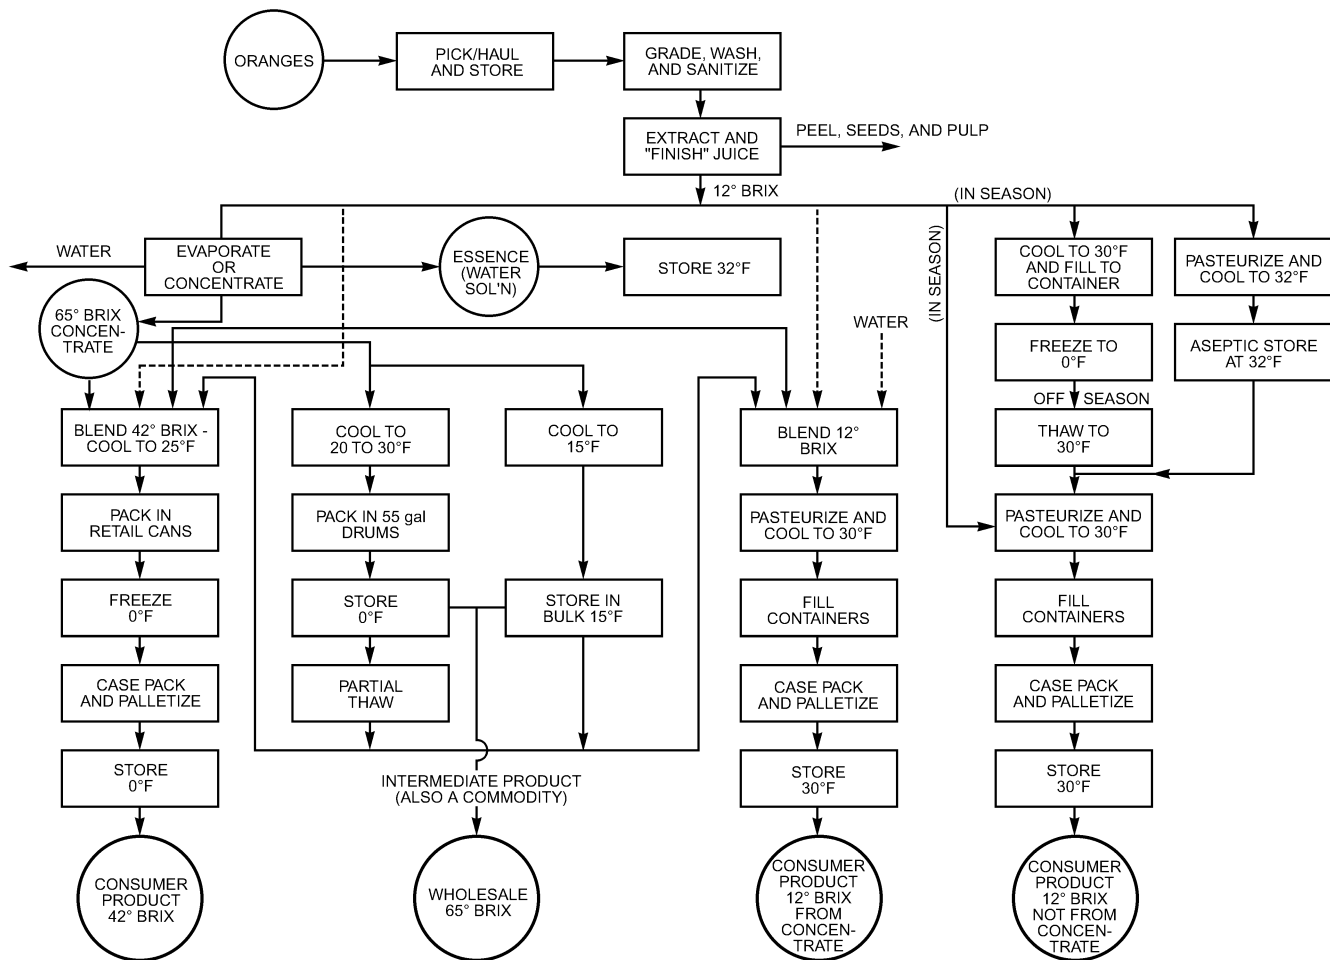 ORANGES
PICK/HAUL
AND STORE
GRADE, WASH,
AND SANITIZE
EXTRACT AND
"FINISH" JUICE
PEEL, SEEDS, AND PULP
12° BRIX
(IN SEASON)
(IN SEASON)
WATER
EVAPORATE
OR
CONCENTRATE
ESSENCE
(WATER
SOL'N)
STORE 32°F
COOL TO 30°F
AND FILL TO
CONTAINER
PASTEURIZE AND
COOL TO 32°F
65° BRIX
CONCEN-
TRATE
WATER
FREEZE TO
0°F
ASEPTIC STORE
AT 32°F
OFF SEASON
BLEND 42° BRIX -
COOL TO 25°F
COOL TO
20 TO 30°F
COOL TO
15°F
BLEND 12°
BRIX
THAW TO
30°F
PACK IN
RETAIL CANS
PACK IN 55 gal
DRUMS
PASTEURIZE AND
COOL TO 30°F
PASTEURIZE AND
COOL TO 30°F
FREEZE
0°F
STORE
0°F
STORE IN
BULK 15°F
FILL
CONTAINERS
FILL
CONTAINERS
CASE PACK
AND PALLETIZE
PARTIAL
THAW
CASE PACK
AND PALLETIZE
CASE PACK
AND PALLETIZE
STORE
0°F
INTERMEDIATE PRODUCT
(ALSO A COMMODITY)
STORE
30°F
STORE
30°F
CONSUMER
PRODUCT
42° BRIX
WHOLESALE
65° BRIX
CONSUMER
PRODUCT
12° BRIX
FROM
CONCEN-
TRATE
CONSUMER
PRODUCT
12° BRIX
NOT FROM
CONCEN-
TRATE